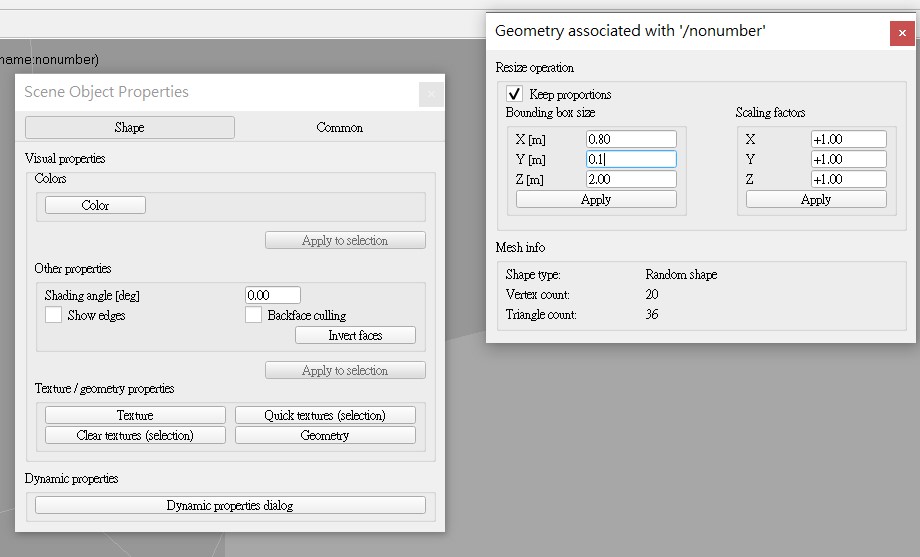 name:nonumber)
Scene Object Properties
Shape Common
Visual properties
Colors
Color
Apply to selection
Other properties
Shading angle [deg] 0.00
Show edges Backface culling
Invert faces
Apply to selection
Texture / geometry properties
Texture Quick textures (selection)
Clear textures (selection) Geometry
Dynamic properties
Dynamic properties dialog
Geometry associated with '/nonumber'
Resize operation
Keep proportions
Bounding box size Scaling factors
X [m] 0.80 X +1.00
Y [m] 0.1 Y +1.00
Z [m] 2.00 Z +1.00
Apply Apply
Mesh info
Shape type: Random shape
Vertex count: 20
Triangle count: 36